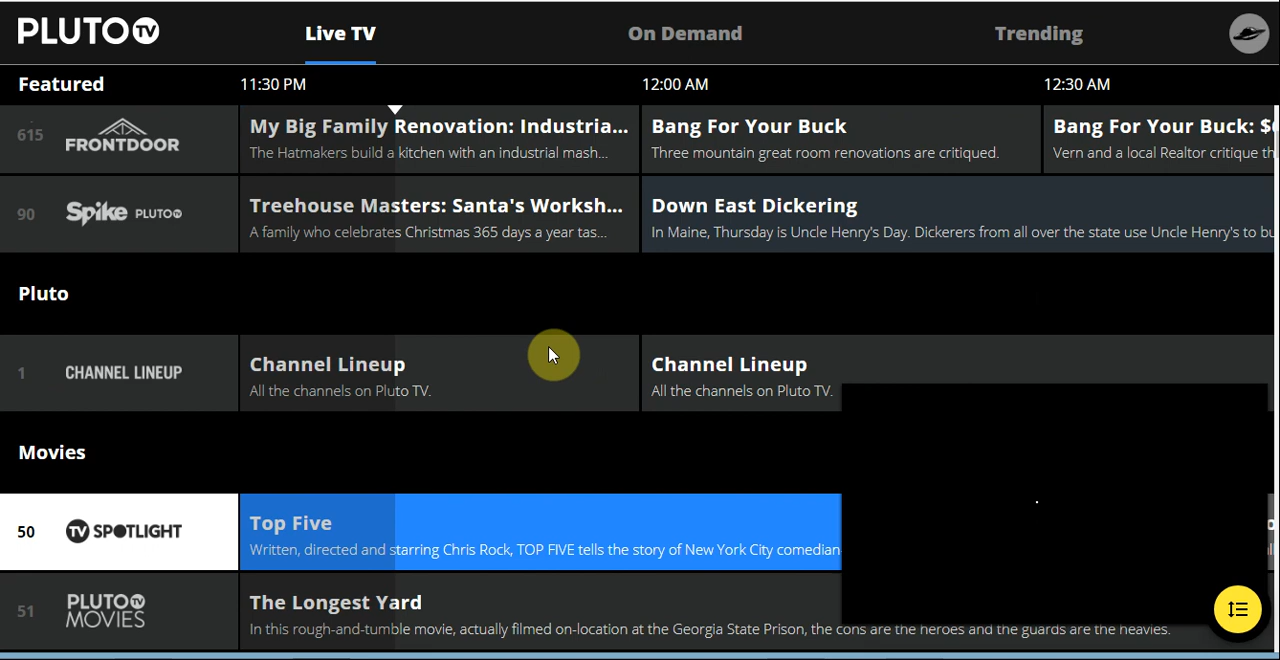 PLUTO TV Live TV On Demand Trending
Featured 11:30 PM 12:00 AM 12:30 AM
615 FRONTDOOR
My Big Family Renovation: Industria...
The Hatmakers build a kitchen with an industrial mash...
Bang For Your Buck
Three mountain great room renovations are critiqued.
Bang For Your Buck:
Vern and a local Realtor critique
90 Spike PLUTO TV
Treehouse Masters: Santa's Worksh...
A family who celebrates Christmas 365 days a year tas...
Down East Dickering
In Maine, Thursday is Uncle Henry's Day. Dickerers from all over the state use Uncle Henry's to
Pluto
1 CHANNEL LINEUP
Channel Lineup
All the channels on Pluto TV.
Channel Lineup
All the channels on Pluto TV.
Movies
50 TV SPOTLIGHT
Top Five
Written, directed and starring Chris Rock, TOP FIVE tells the story of New York City comedian-
51 PLUTO TV MOVIES
The Longest Yard
In this rough-and-tumble movie, actually filmed on-location at the Georgia State Prison, the cons are the heroes and the guards are the heavies.